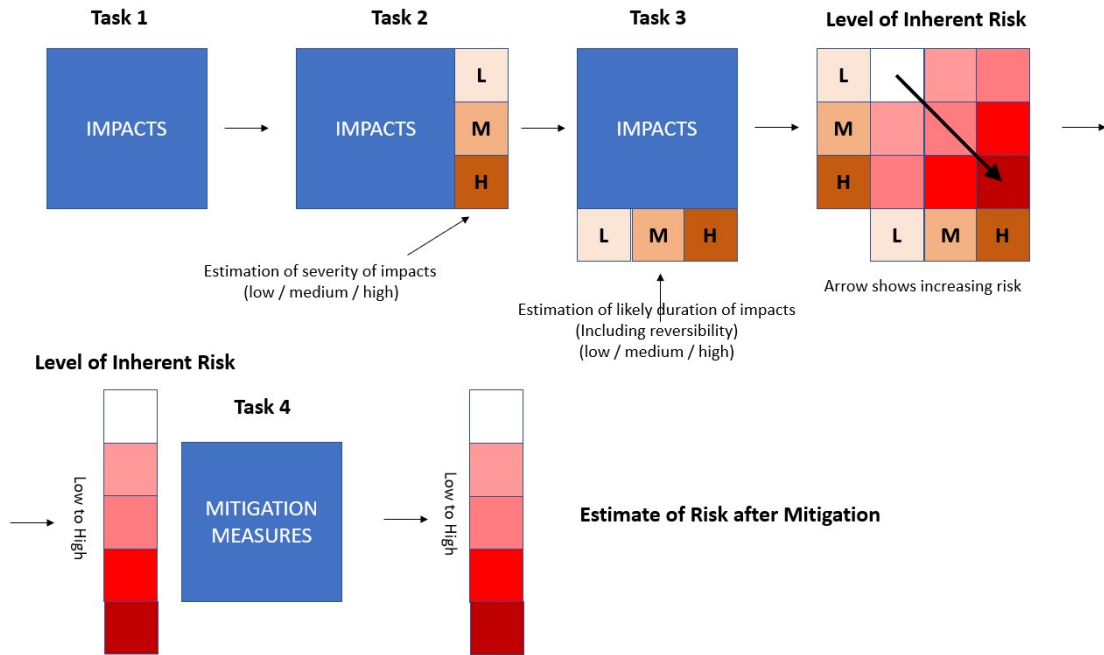 Task 1
Task 2
Task 3
Level of Inherent Risk
IMPACTS
IMPACTS
L
M
H
IMPACTS
L
M
H
L
M
H
L
M
H
Estimation of severity of impacts
(low / medium / high)
Estimation of likely duration of impacts
(Including reversibility)
(low / medium / high)
Arrow shows increasing risk
Level of Inherent Risk
Low to High
Task 4
MITIGATION
MEASURES
Low to High
Estimate of Risk after Mitigation